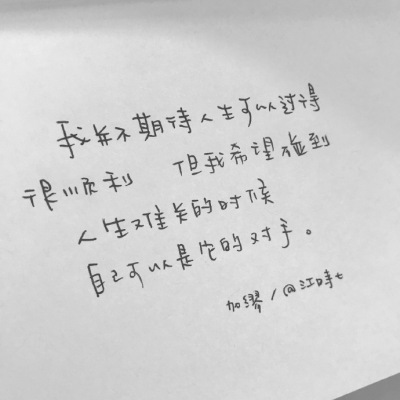 我并不期待人生可以过得
很顺利 但我希望碰到
人生难关的时候
自己可以是它的对手。
加缪/@江时七